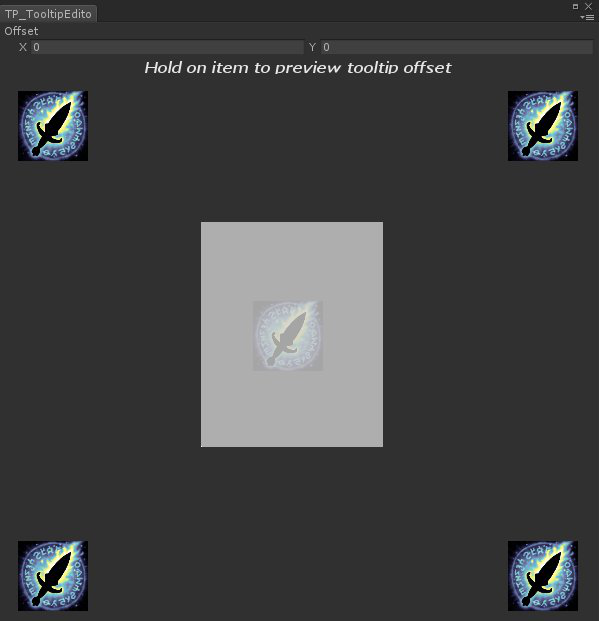 TP_TooltipEdito
Offset
X 0 Y 0
Hold on item to preview tooltip offset